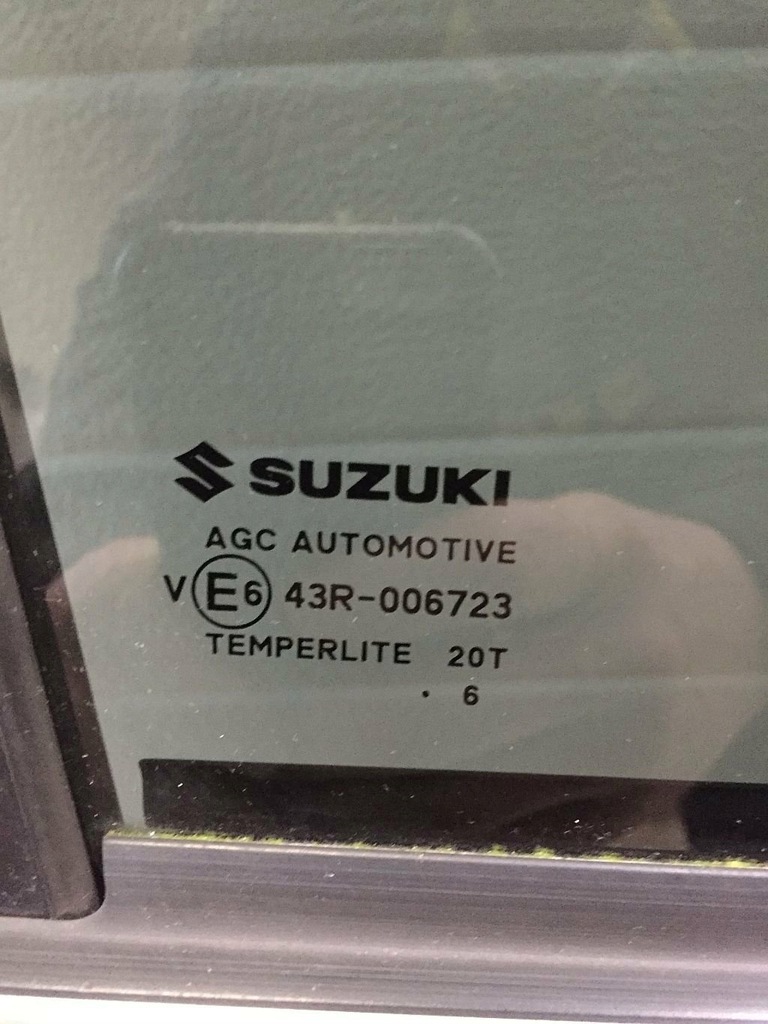 SUZUKI
AGC AUTOMOTIVE
V E6 43R-006723
TEMPERLITE 20T
. 6